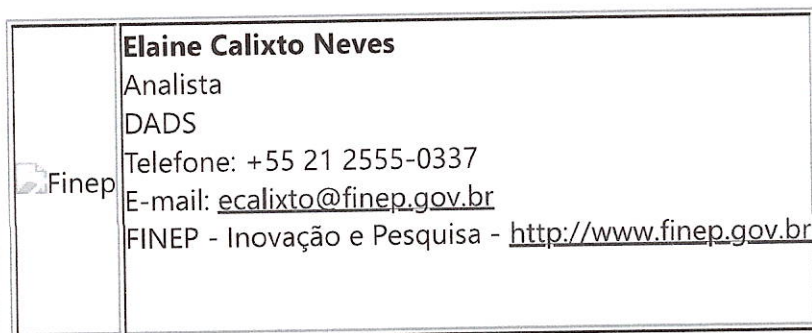 Elaine Calixto Neves
Analista
DADS
Telefone: +55 21 2555-0337
Finep
E-mail: ecalixto@finep.gov.br
FINEP - Inovação e Pesquisa - http://www.finep.gov.br